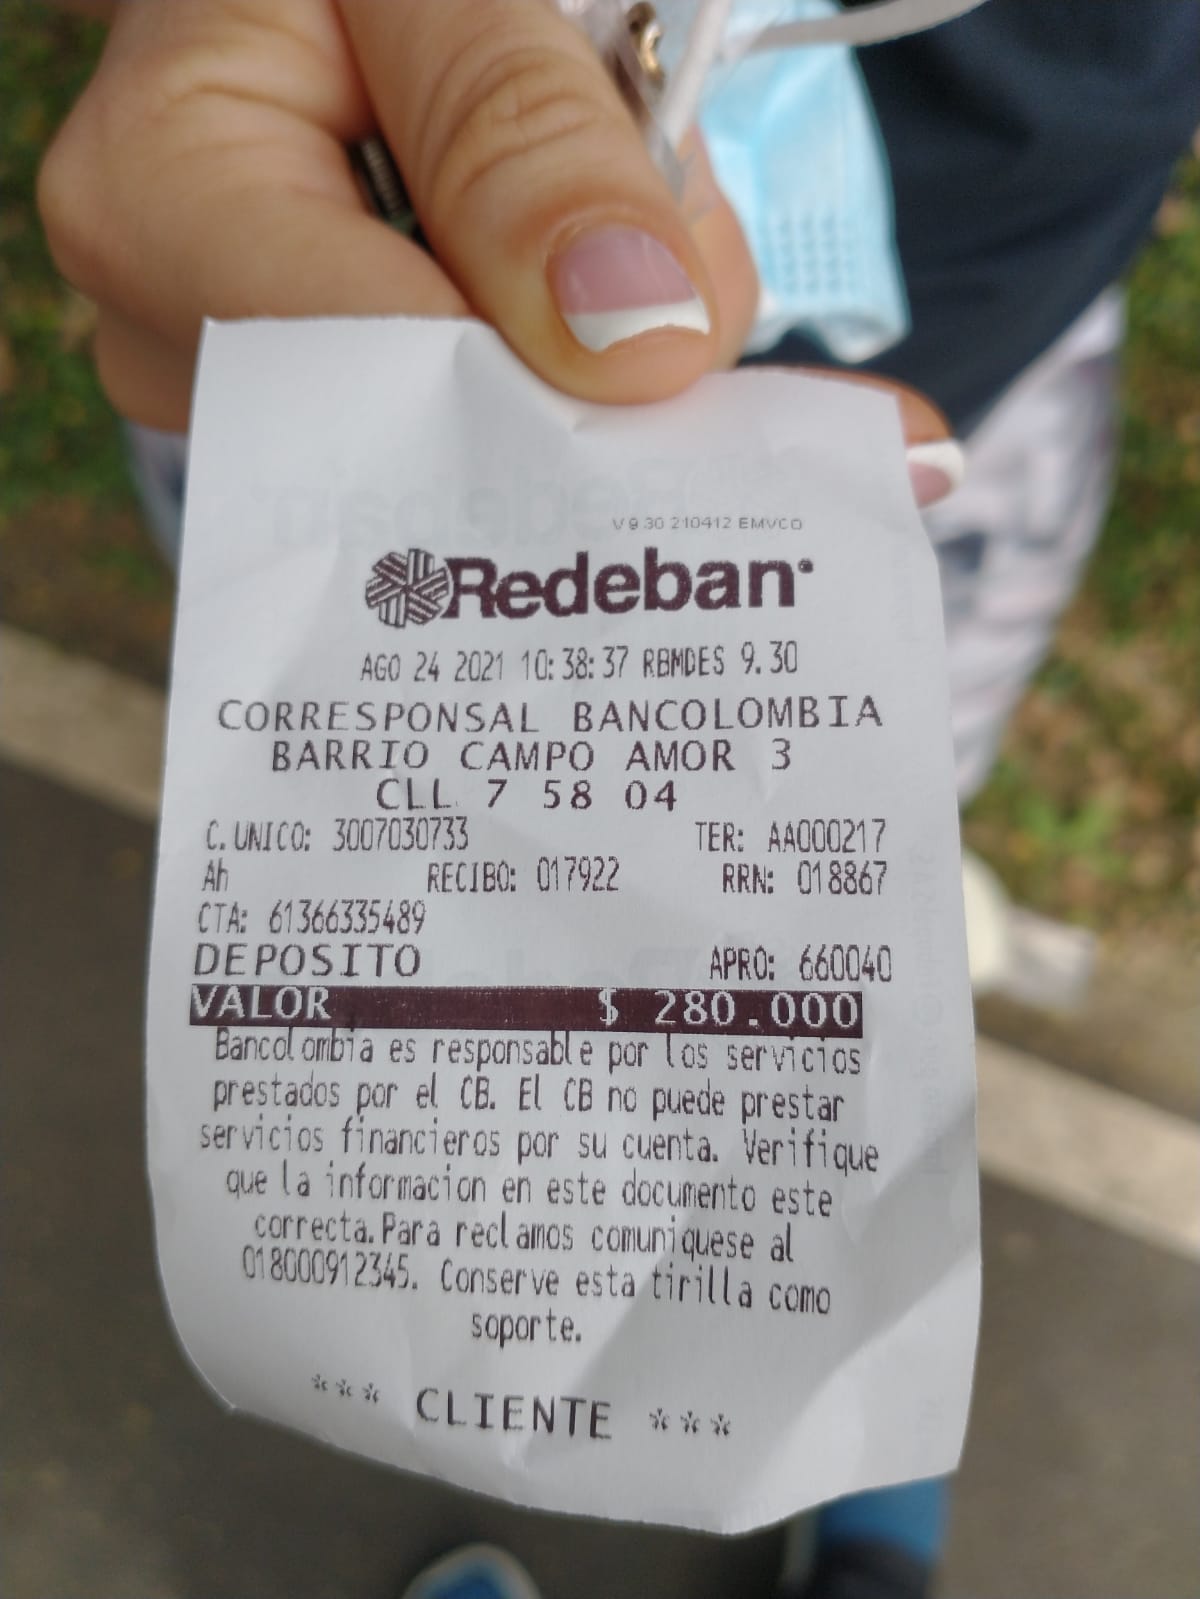 V 9.30 210412 EMVCO
Redeban
AGO 24 2021 10:38:37 RBMDES 9.30
CORRESPONSAL BANCOLOMBIA
BARRIO CAMPO AMOR 3
CLL 7 58 04
C. UNICO: 3007030733 TER: AA000217
Ah RECIBO: 017922 RRN: 018867
CTA: 61366335489
DEPOSITO APRO: 660040
VALOR $ 280.000
Bancolombia es responsable por los servicios
prestados por el CB. El CB no puede prestar
servicios financieros por su cuenta. Verifique
que la informacion en este documento este
correcta. Para reclamos comuniquese al
018000912345. Conserve esta tirilla como
soporte.
*** CLIENTE ***